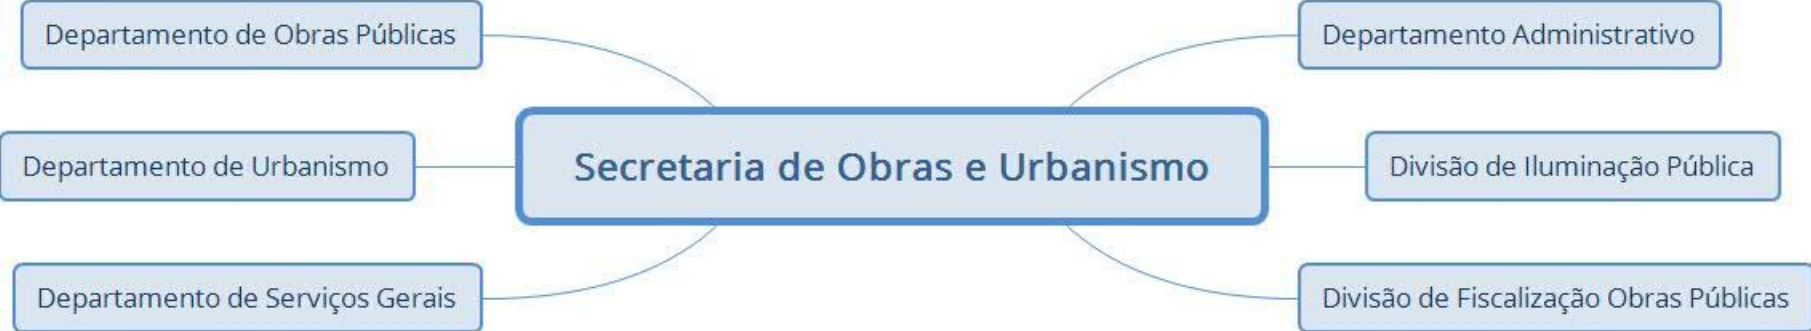 Departamento de Obras Públicas
Departamento Administrativo
Departamento de Urbanismo
Secretaria de Obras e Urbanismo
Divisão de Iluminação Pública
Departamento de Serviços Gerais
Divisão de Fiscalização Obras Públicas